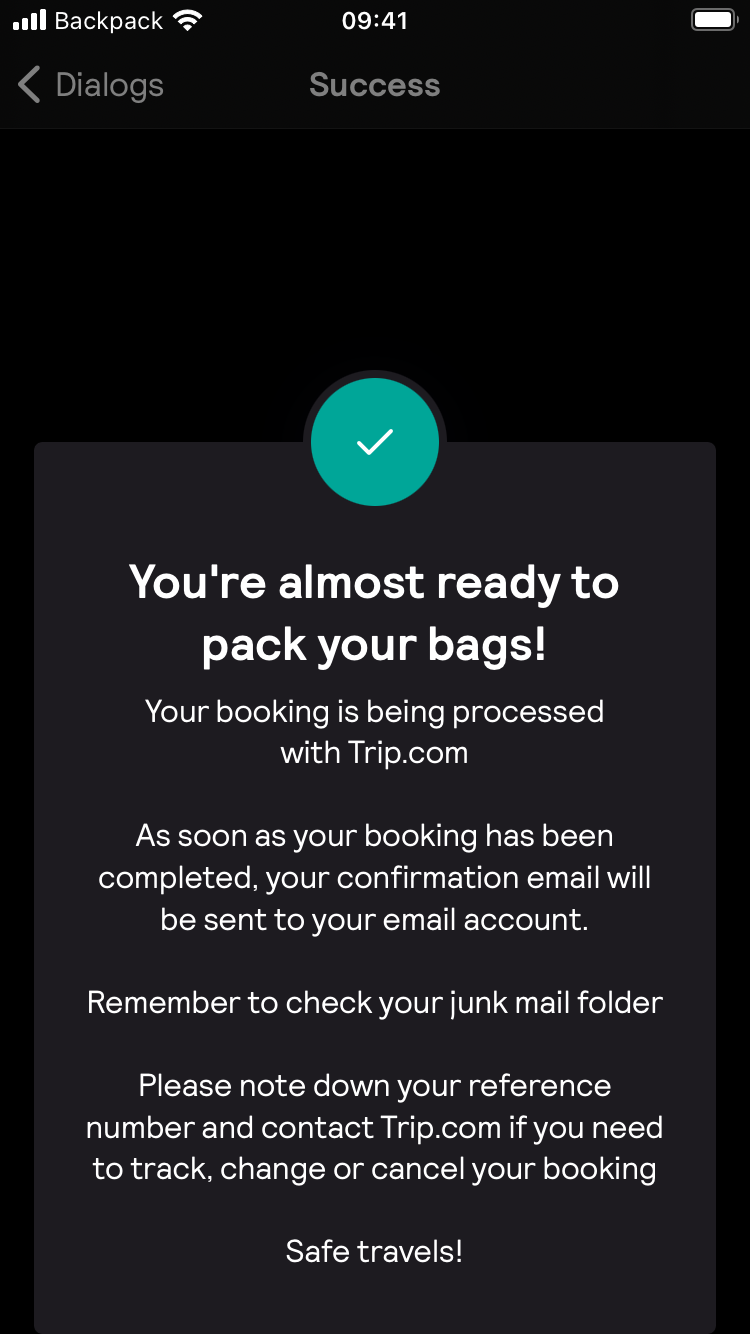 Backpack 09:41
Dialogs Success
You're almost ready to
pack your bags!
Your booking is being processed
with Trip.com
As soon as your booking has been
completed, your confirmation email will
be sent to your email account.
Remember to check your junk mail folder
Please note down your reference
number and contact Trip.com if you need
to track, change or cancel your booking
Safe travels!